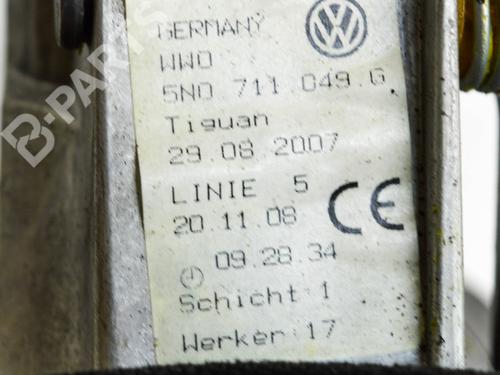 GERMANY
WWO
5N0 711 049 G
Tiguan
29.08 2007
LINIE 5
20.11.08 CE
09.28.34
Schicht:1
Werker:17